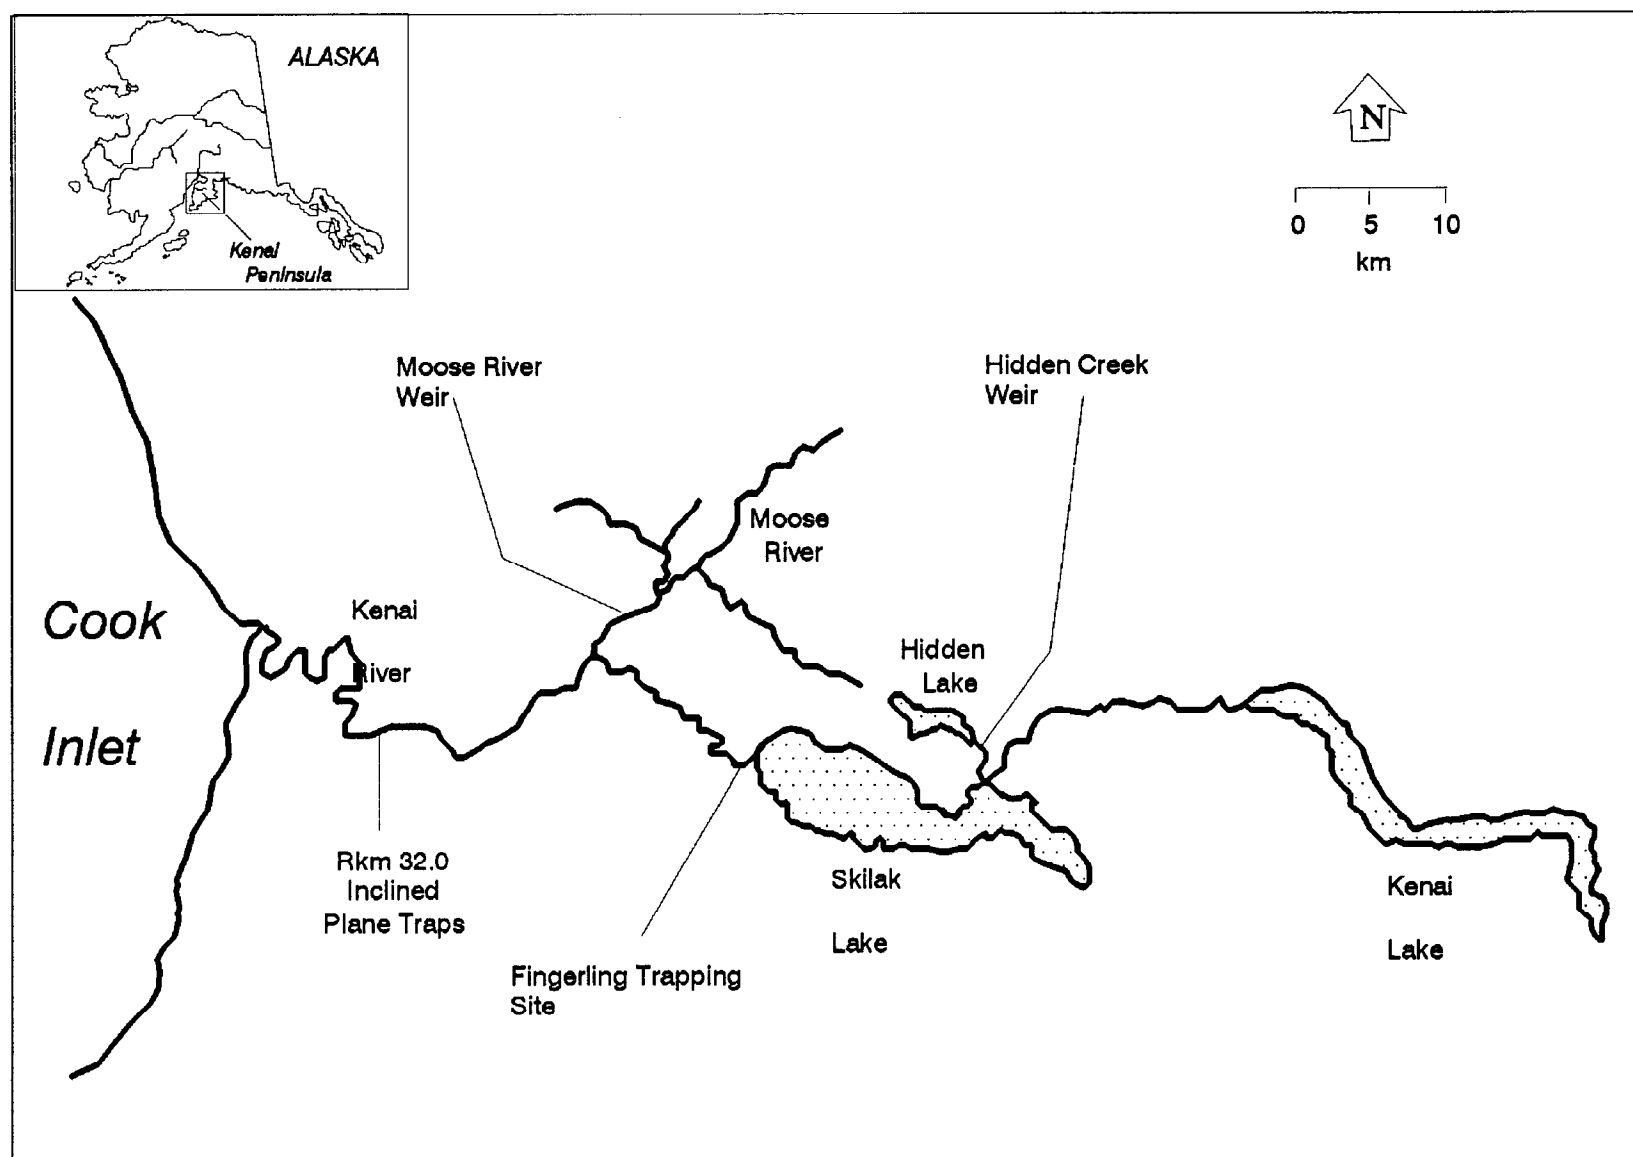 ALASKA
Kenai
Peninsula
N
0 5 10
km
Moose River
Weir
Hidden Creek
Weir
Moose
River
Cook
Inlet
Kenai
River
Hidden
Lake
Rkm 32.0
Inclined
Plane Traps
Skilak
Lake
Kenai
Lake
Fingerling Trapping
Site